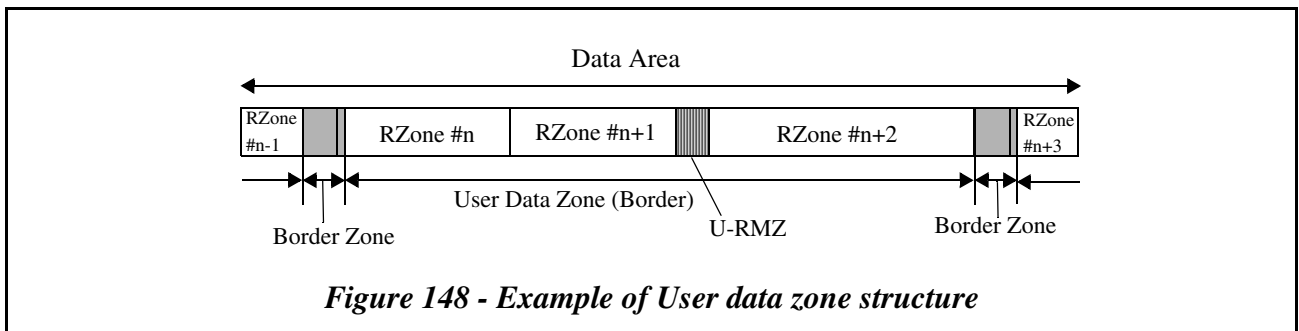 Data Area
RZone
#n-1
RZone #n
RZone #n+1
RZone #n+2
RZone
#n+3
User Data Zone (Border)
U-RMZ
Border Zone
Border Zone
Figure 148 - Example of User data zone structure